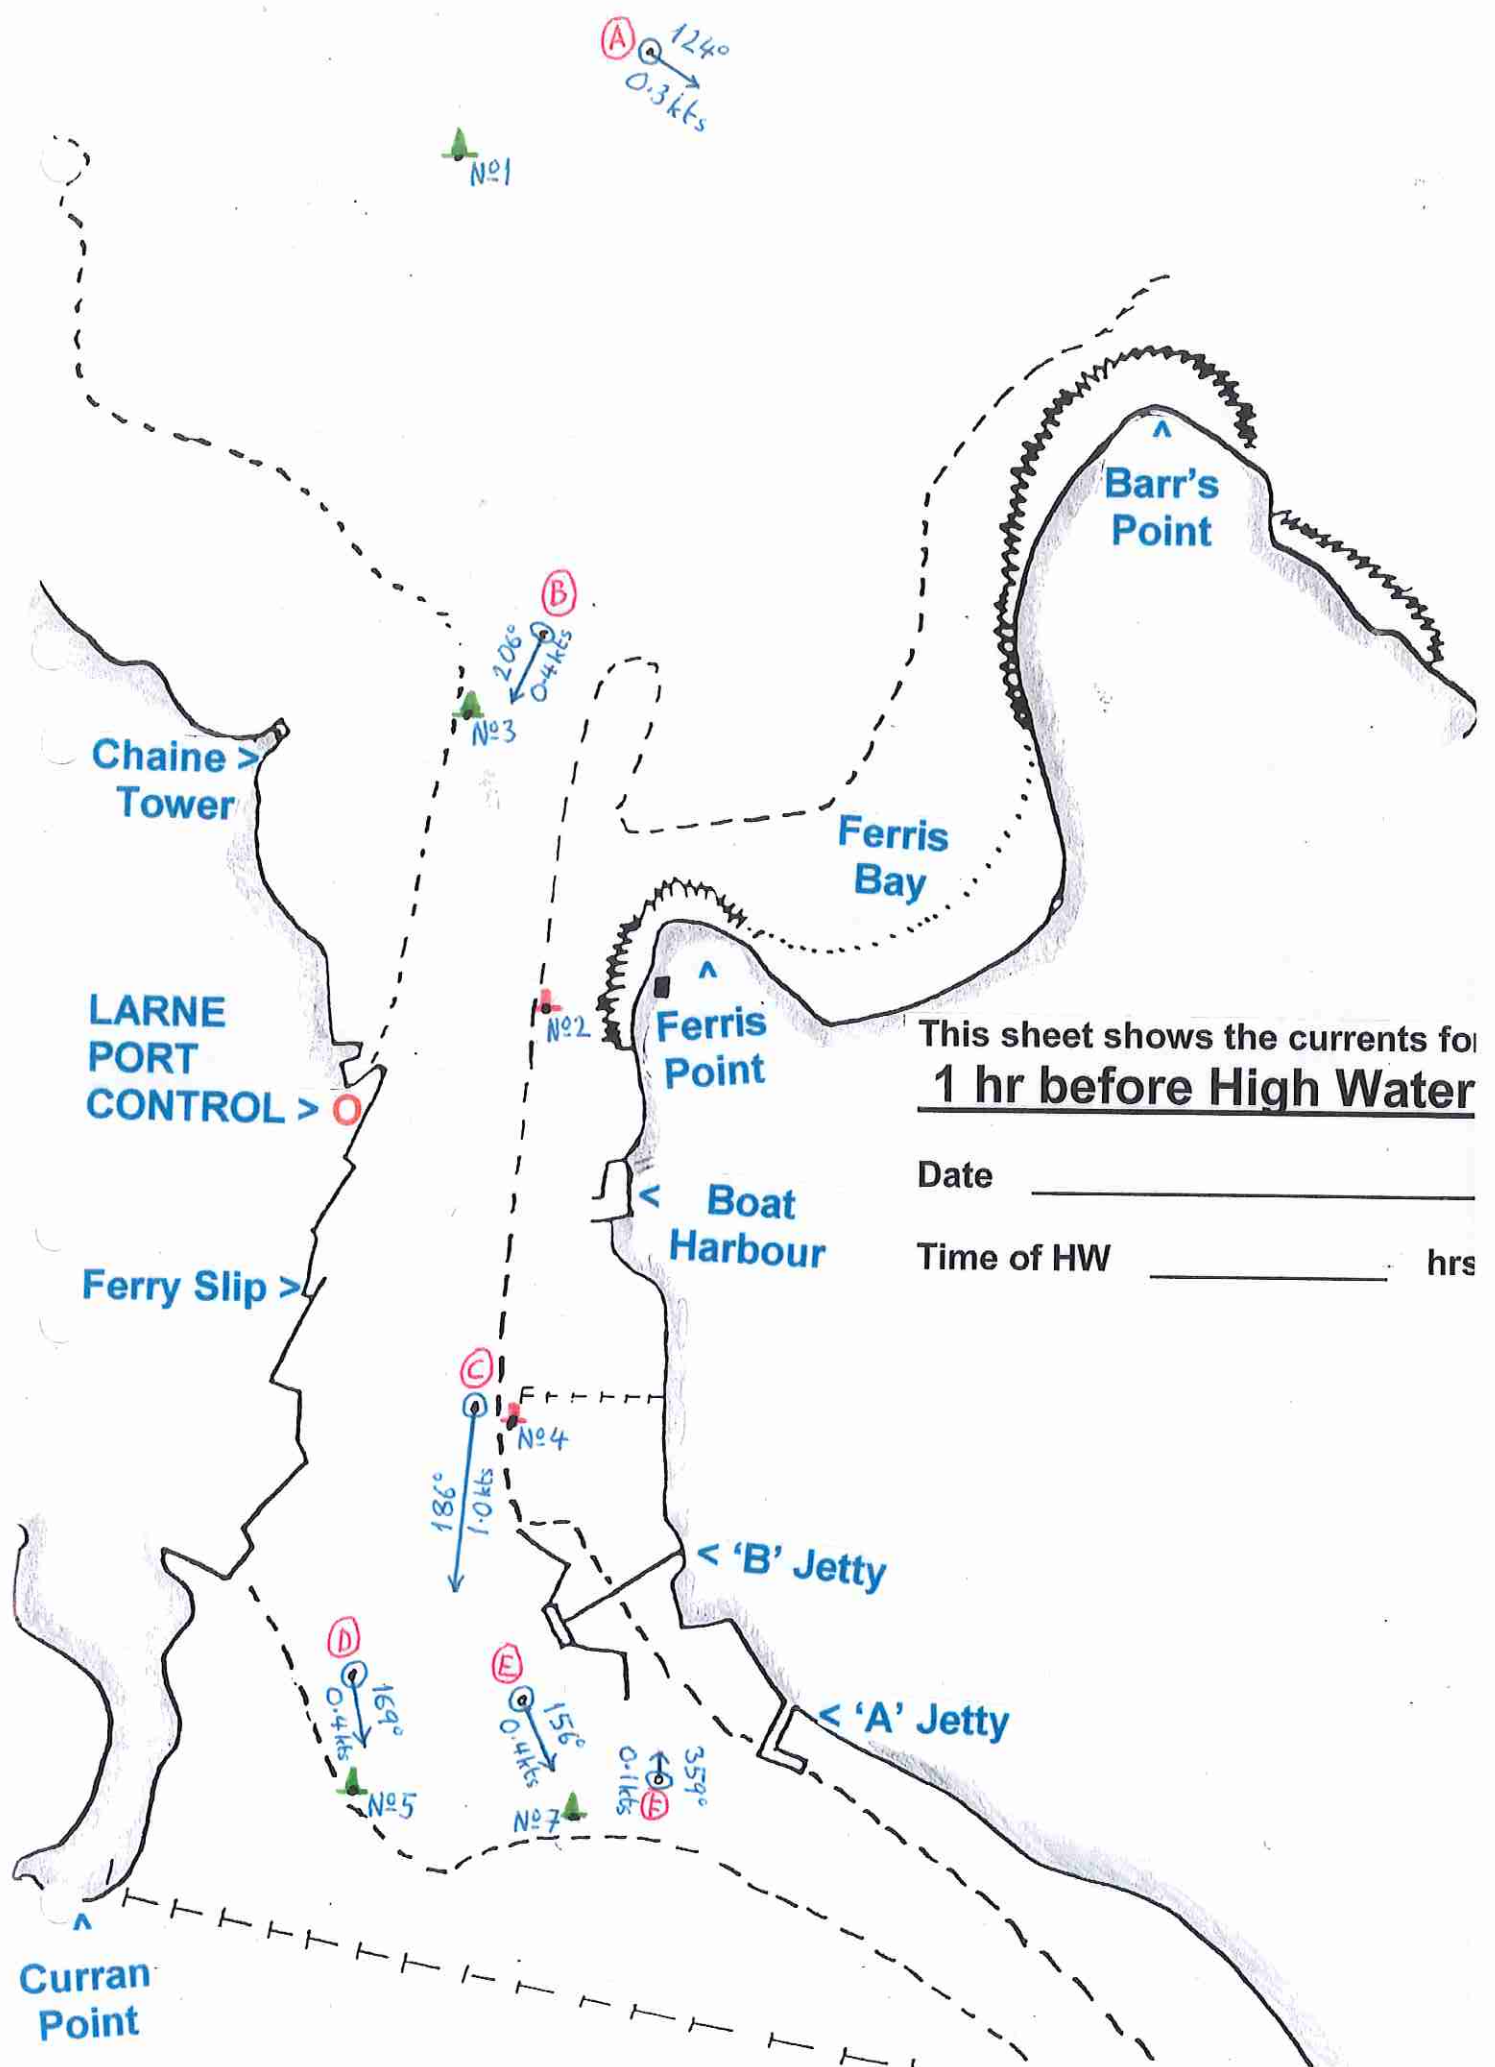 A
124°
0.3kts
Nº1
Barr's
Point
B
206°
0.4kts
Nº3
Chaine >
Tower
Ferris
Bay
LARNE
PORT
CONTROL > O
Nº2
Ferris
Point
This sheet shows the currents for
1 hr before High Water
Date
< Boat
Harbour
Time of HW hrs
Ferry Slip >
C
F
Nº4
186°
1.0kts
< 'B' Jetty
D
169°
0.4kts
E
156°
0.4kts
< 'A' Jetty
359°
0.1kts
E
Nº5
Nº7
Curran
Point